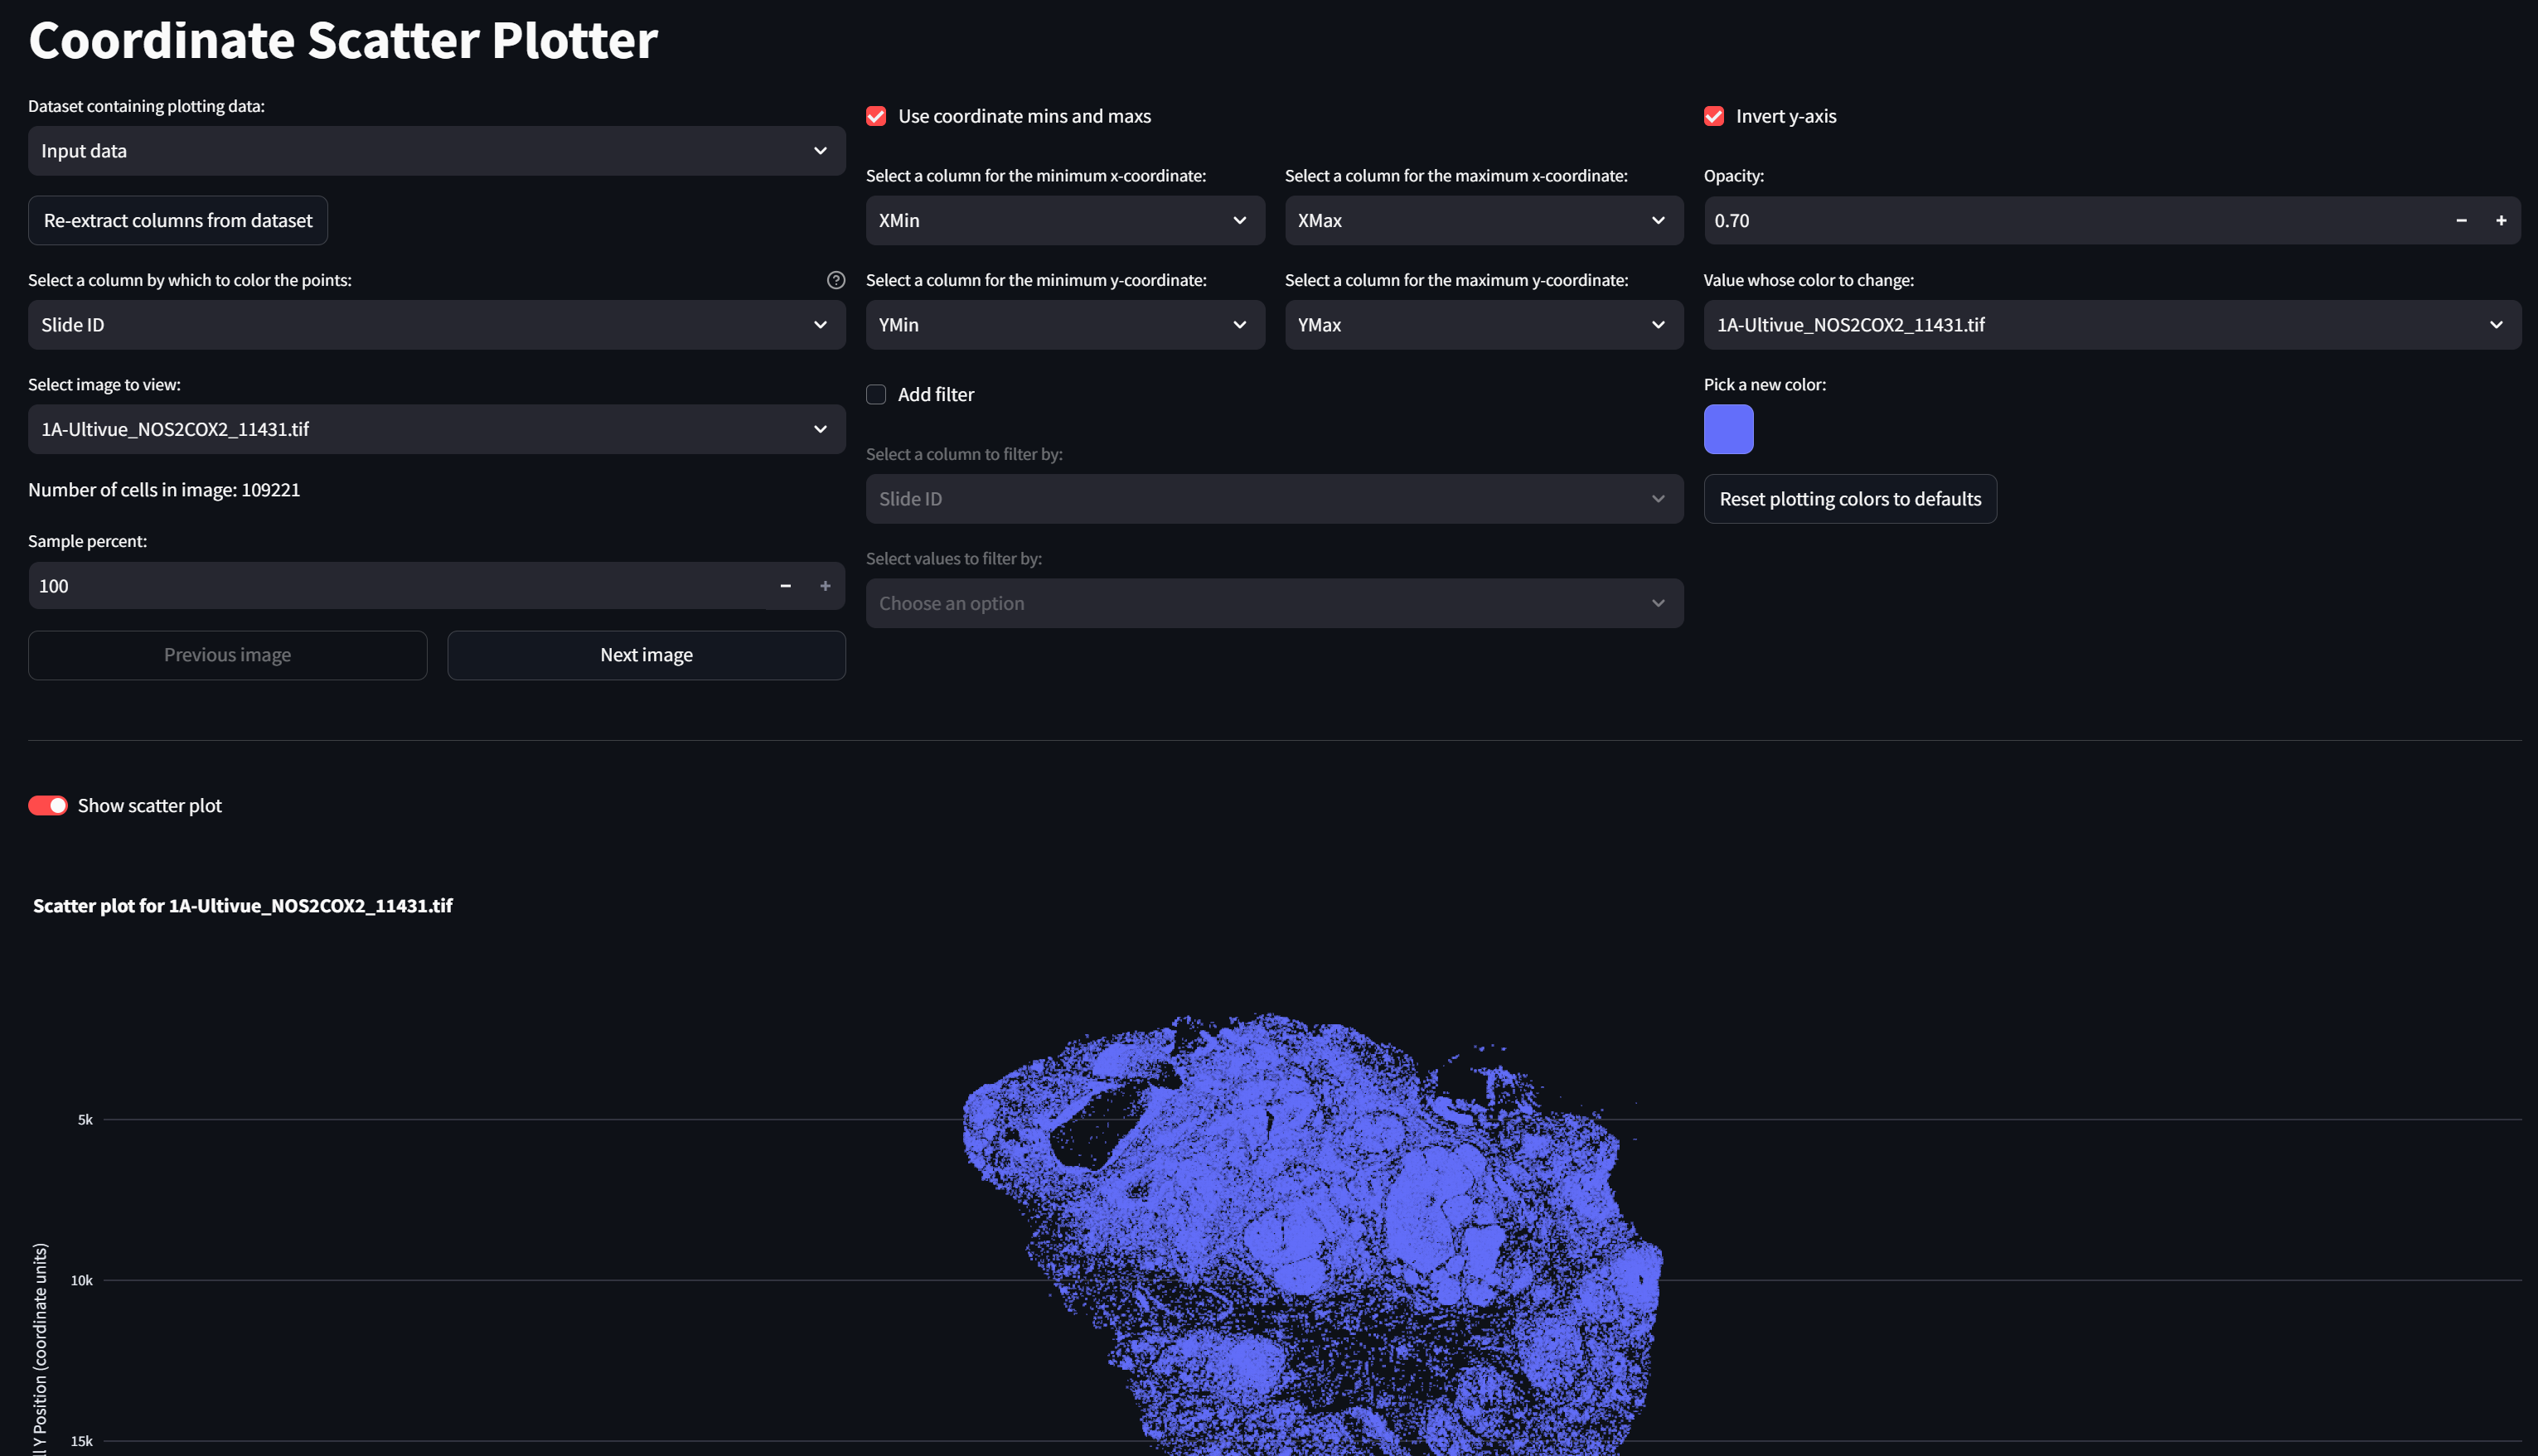 Coordinate Scatter Plotter
Dataset containing plotting data:
Input data
Re-extract columns from dataset
Select a column by which to color the points:
Slide ID
Select image to view:
1A-Ultivue_NOS2COX2_11431.tif
Number of cells in image: 109221
Sample percent:
100
Previous image
Next image
Use coordinate mins and maxs
Select a column for the minimum x-coordinate:
XMin
Select a column for the maximum x-coordinate:
XMax
Select a column for the minimum y-coordinate:
YMin
Select a column for the maximum y-coordinate:
YMax
Add filter
Select a column to filter by:
Slide ID
Select values to filter by:
Choose an option
Invert y-axis
Opacity:
0.70
Value whose color to change:
1A-Ultivue_NOS2COX2_11431.tif
Pick a new color:
Reset plotting colors to defaults
Show scatter plot
Scatter plot for 1A-Ultivue_NOS2COX2_11431.tif
5k
10k
15k
Y Position (coordinate units)